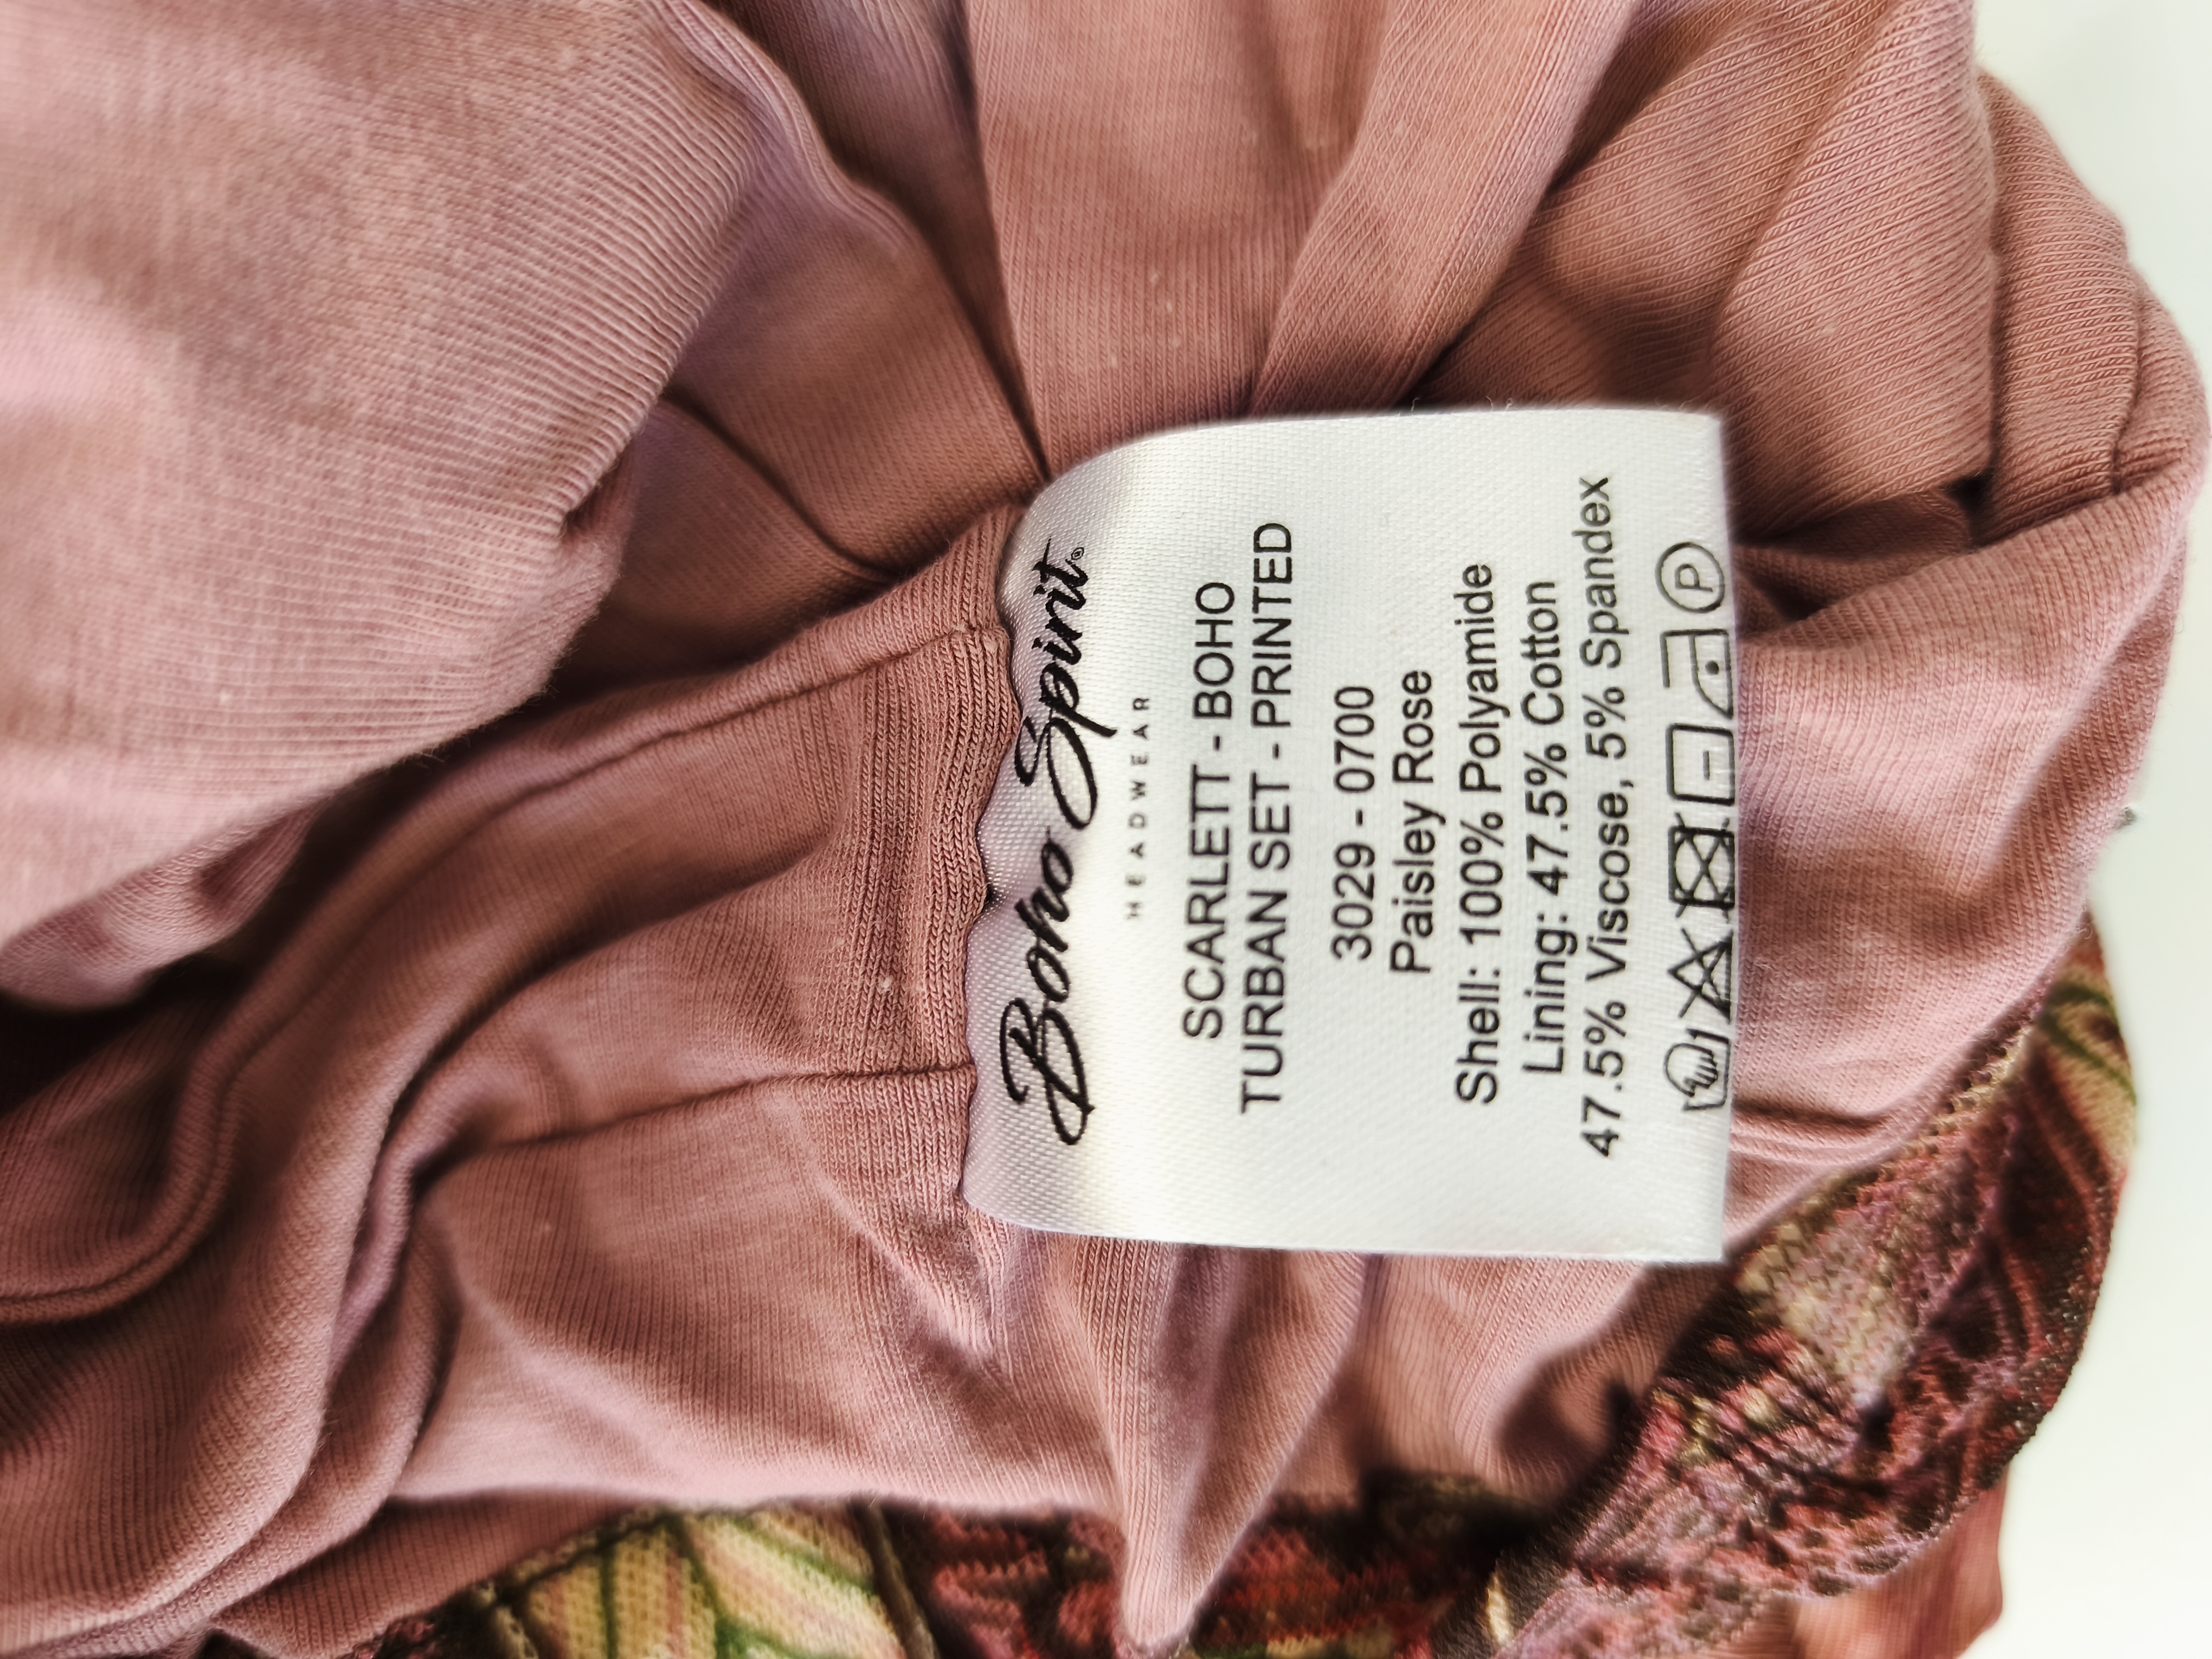 Boho Spirit®
HEADWEAR
SCARLETT - BOHO
TURBAN SET - PRINTED
3029 - 0700
Paisley Rose
Shell: 100% Polyamide
Lining: 47.5% Cotton
47.5% Viscose, 5% Spandex
P